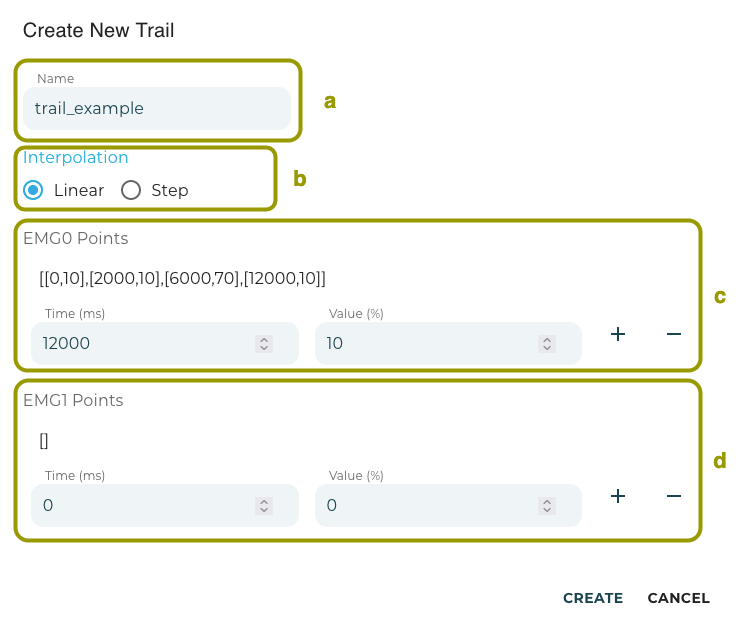 Create New Trail
Name
trail_example
a
Interpolation
Linear Step
b
EMG0 Points
[[0,10],[2000,10],[6000,70],[12000,10]]
Time (ms) Value (%)
12000 10 + −
c
EMG1 Points
[]
Time (ms) Value (%)
0 0 + −
d
CREATE CANCEL